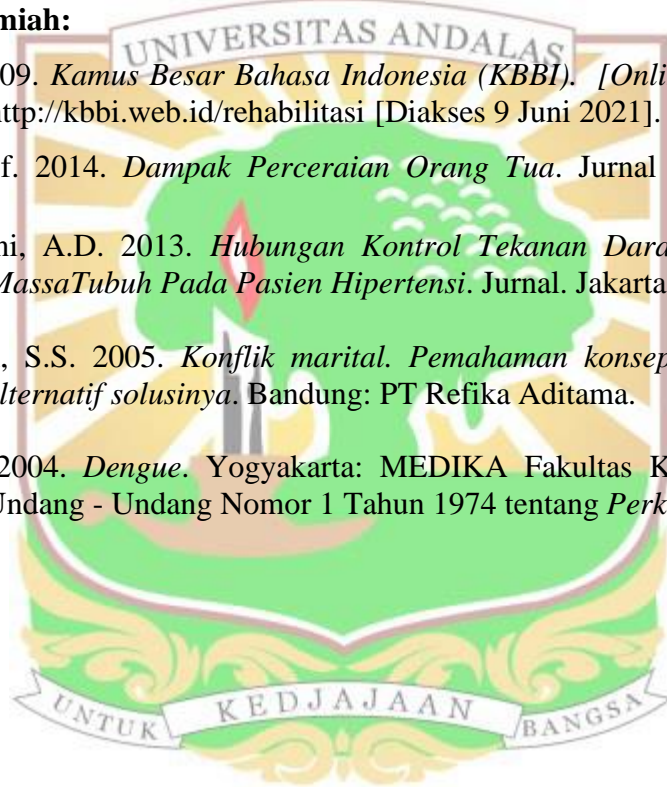 miah:
UNIVERSITAS ANDALAS
09. Kamus Besar Bahasa Indonesia (KBBI). [Onli
ttp://kbbi.web.id/rehabilitasi [Diakses 9 Juni 2021].
f. 2014. Dampak Perceraian Orang Tua. Jurnal
ni, A.D. 2013. Hubungan Kontrol Tekanan Dara
MassaTubuh Pada Pasien Hipertensi. Jurnal. Jakarta
, S.S. 2005. Konflik marital. Pemahaman konsep
lternatif solusinya. Bandung: PT Refika Aditama.
2004. Dengue. Yogyakarta: MEDIKA Fakultas K
Undang - Undang Nomor 1 Tahun 1974 tentang Perk
UNTUK KEDJAJAAN BANGSA